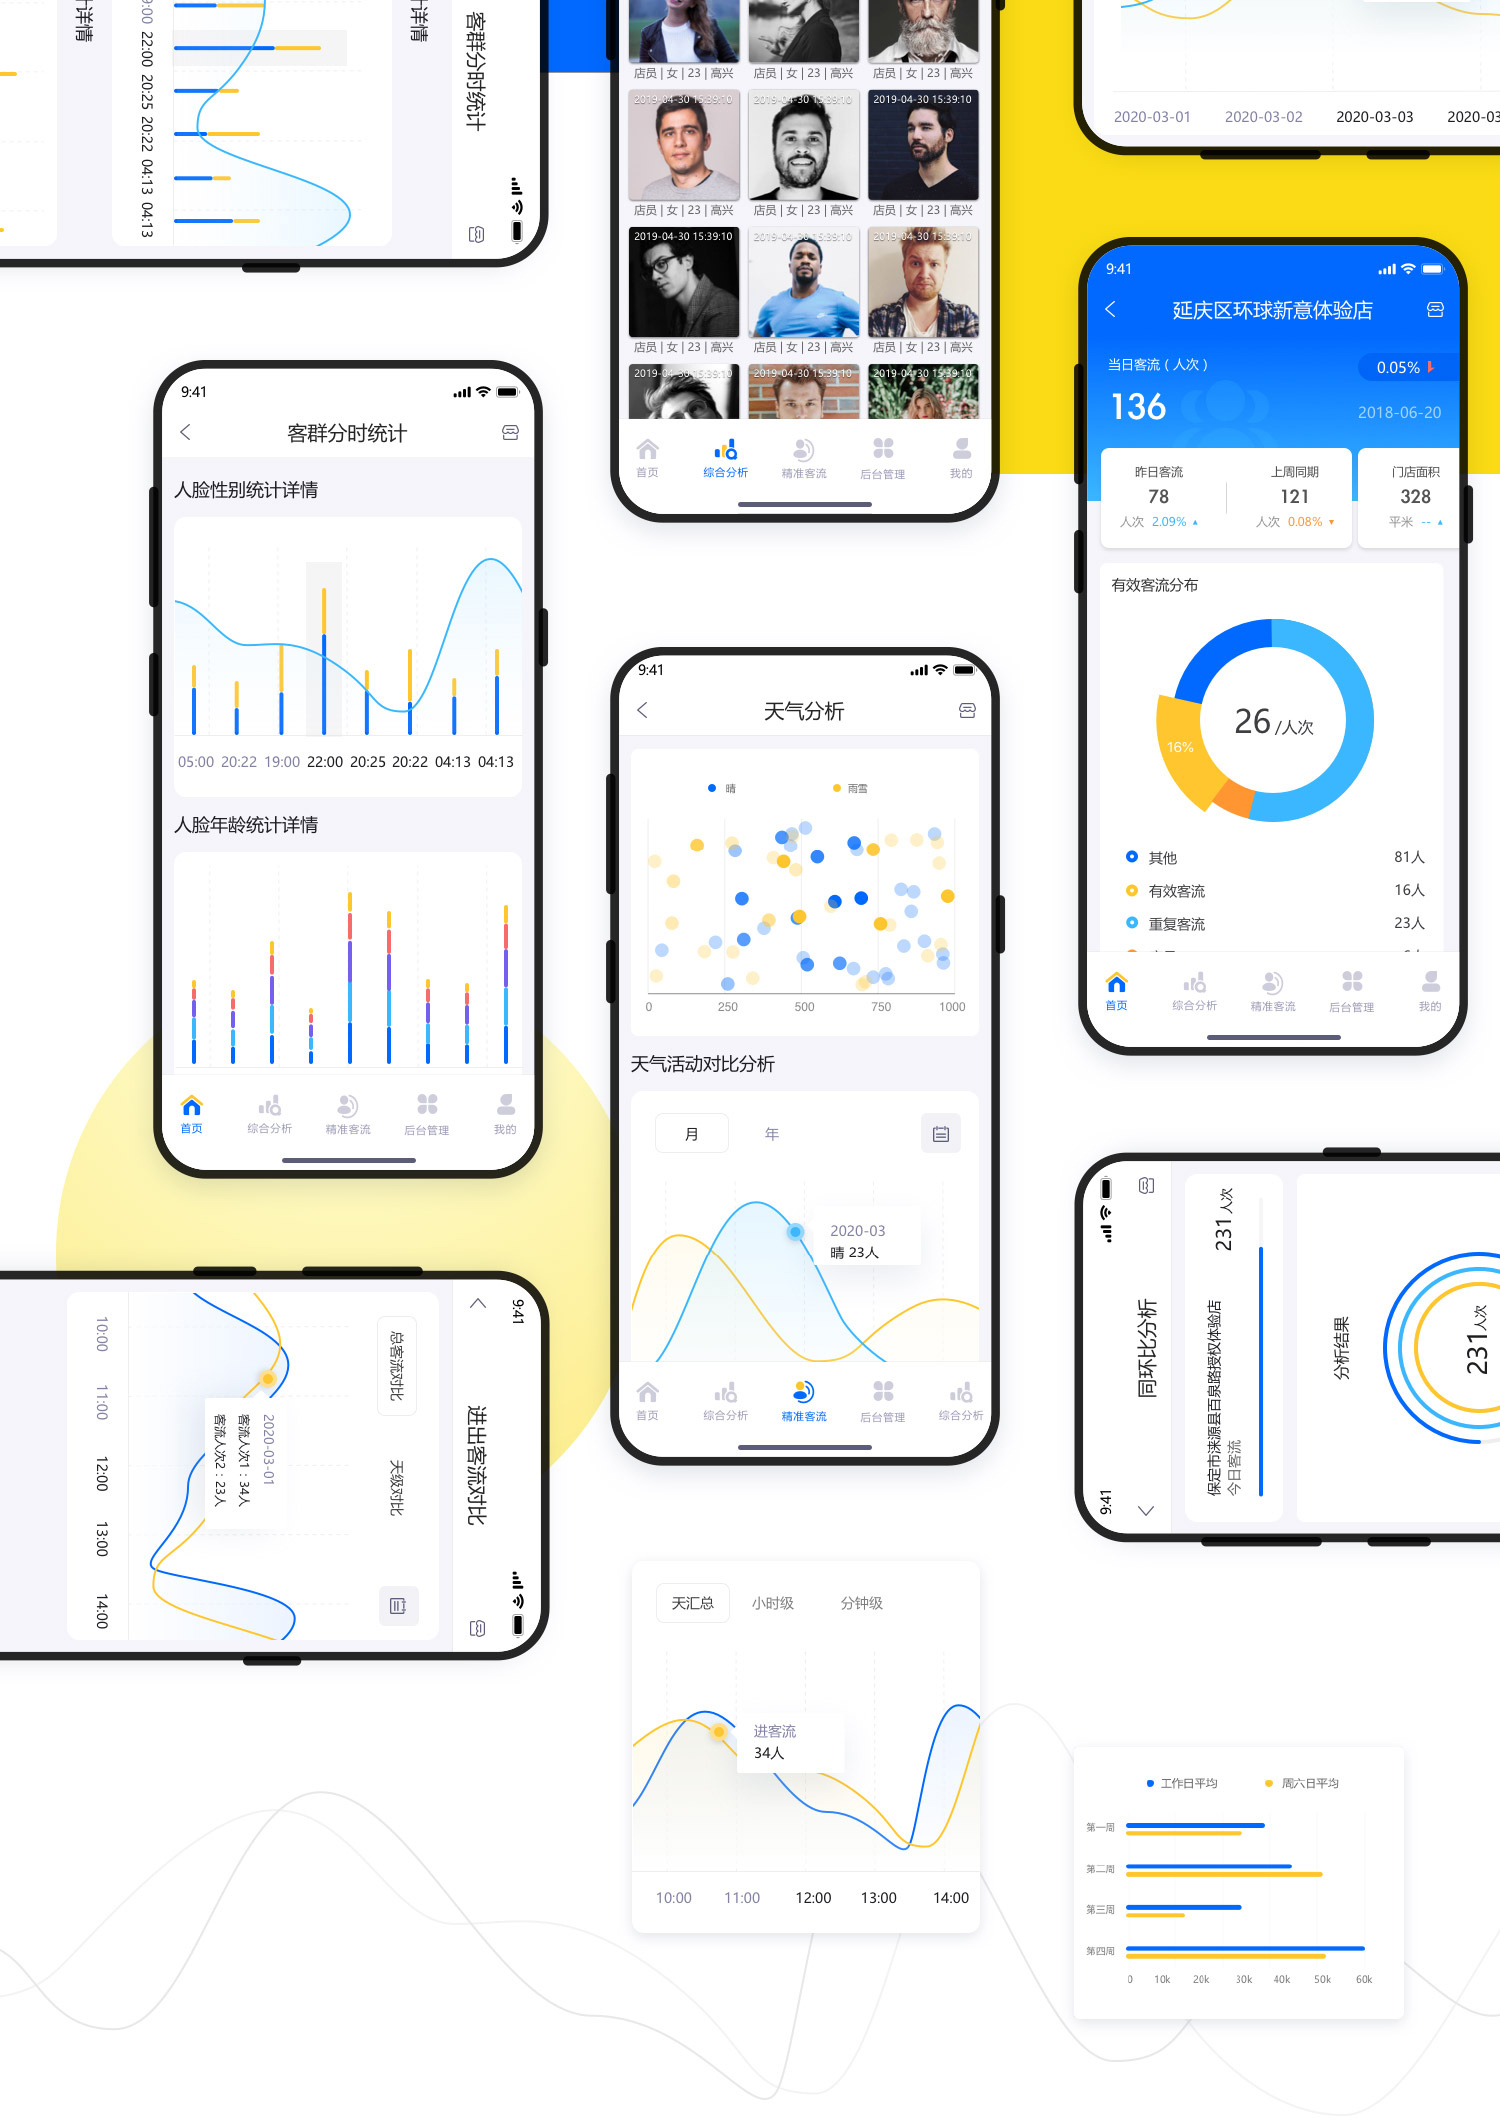 计详情
9:00 22:00 20:25 20:22 04:13 04:13
计详情
客群分时统计
店员 | 女 | 23 | 高兴
店员 | 女 | 23 | 高兴
店员 | 女 | 23 | 高兴
2019-04-30 15:39:10
2019-04-30 15:39:10
2019-04-30 15:39:10
店员 | 女 | 23 | 高兴
店员 | 女 | 23 | 高兴
店员 | 女 | 23 | 高兴
2019-04-30 15:39:10
2019-04-30 15:39:10
2019-04-30 15:39:10
店员 | 女 | 23 | 高兴
店员 | 女 | 23 | 高兴
店员 | 女 | 23 | 高兴
2019-04-30 15:39:10
2019-04-30 15:39:10
2019-04-30 15:39:10
首页 综合分析 精准客流 后台管理 我的
2020-03-01 2020-03-02 2020-03-03 2020-03
9:41
延庆区环球新意体验店
当日客流（人次）
0.05%
136
2018-06-20
昨日客流 上周同期 门店面积
78 121 328
人次 2.09% 人次 0.08% 平米 --
有效客流分布
26 /人次
16%
其他 81人
有效客流 16人
重复客流 23人
首页 综合分析 精准客流 后台管理 我的
9:41
客群分时统计
人脸性别统计详情
05:00 20:22 19:00 22:00 20:25 20:22 04:13 04:13
人脸年龄统计详情
首页 综合分析 精准客流 后台管理 我的
9:41
天气分析
晴 雨雪
0 250 500 750 1000
天气活动对比分析
月 年
2020-03
晴 23人
首页 综合分析 精准客流 后台管理 综合分析
9:41
进出客流对比
总客流对比 天级对比
2020-03-01
客流人次1：34人
客流人次2：23人
10:00 11:00 12:00 13:00 14:00
9:41
同环比分析
保定市涞源县百泉路授权体验店
今日客流
231 人次
分析结果
231人次
天汇总 小时级 分钟级
进客流
34人
10:00 11:00 12:00 13:00 14:00
工作日平均 周六日平均
第一周
第二周
第三周
第四周
0 10k 20k 30k 40k 50k 60k